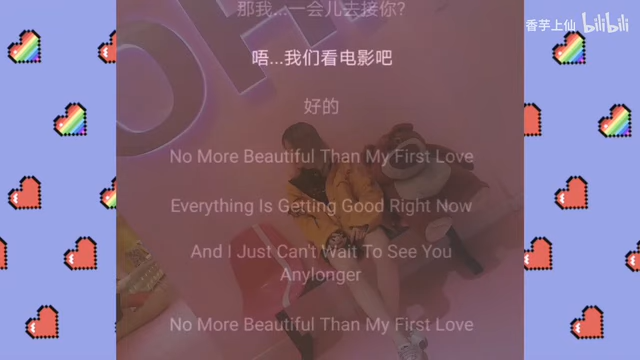 那我...一会儿去接你?
香芋上仙 bilibili
唔...我们看电影吧
好的
No More Beautiful Than My First Love
Everything Is Getting Good Right Now
And I Just Can't Wait To See You
Anylonger
No More Beautiful Than My First Love